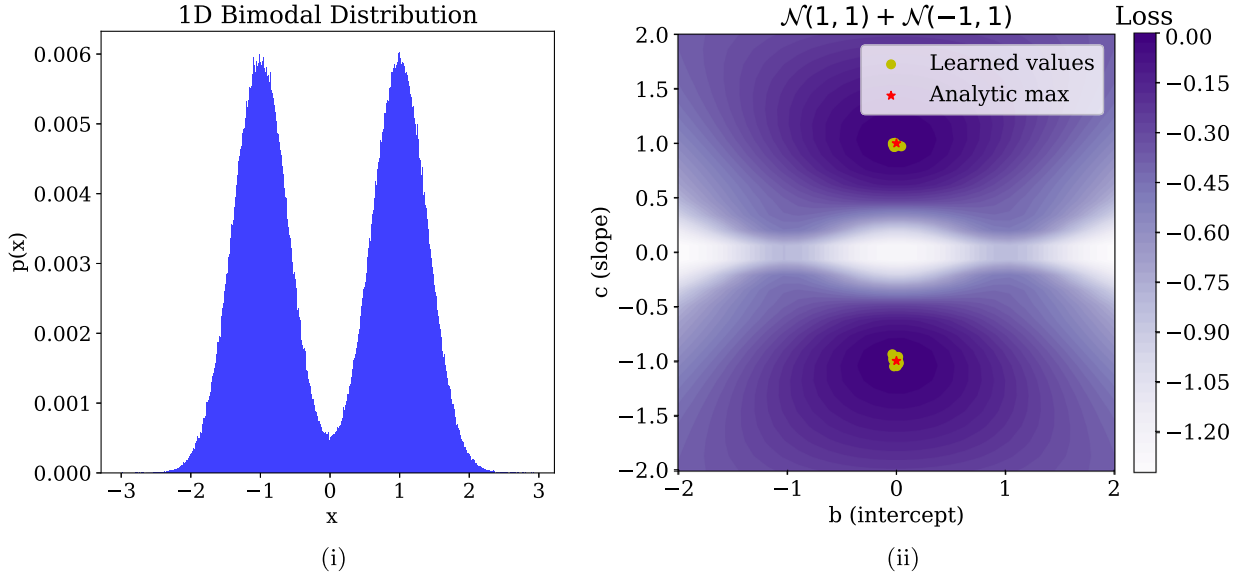 1D Bimodal Distribution
p(x)
0.006
0.005
0.004
0.003
0.002
0.001
0.000
−3 −2 −1 0 1 2 3
x
(i)
𝒩(1, 1) + 𝒩(−1, 1)
Loss
Learned values
Analytic max
c (slope)
2.0
1.5
1.0
0.5
0.0
−0.5
−1.0
−1.5
−2.0
−2 −1 0 1 2
b (intercept)
0.00
−0.15
−0.30
−0.45
−0.60
−0.75
−0.90
−1.05
−1.20
(ii)